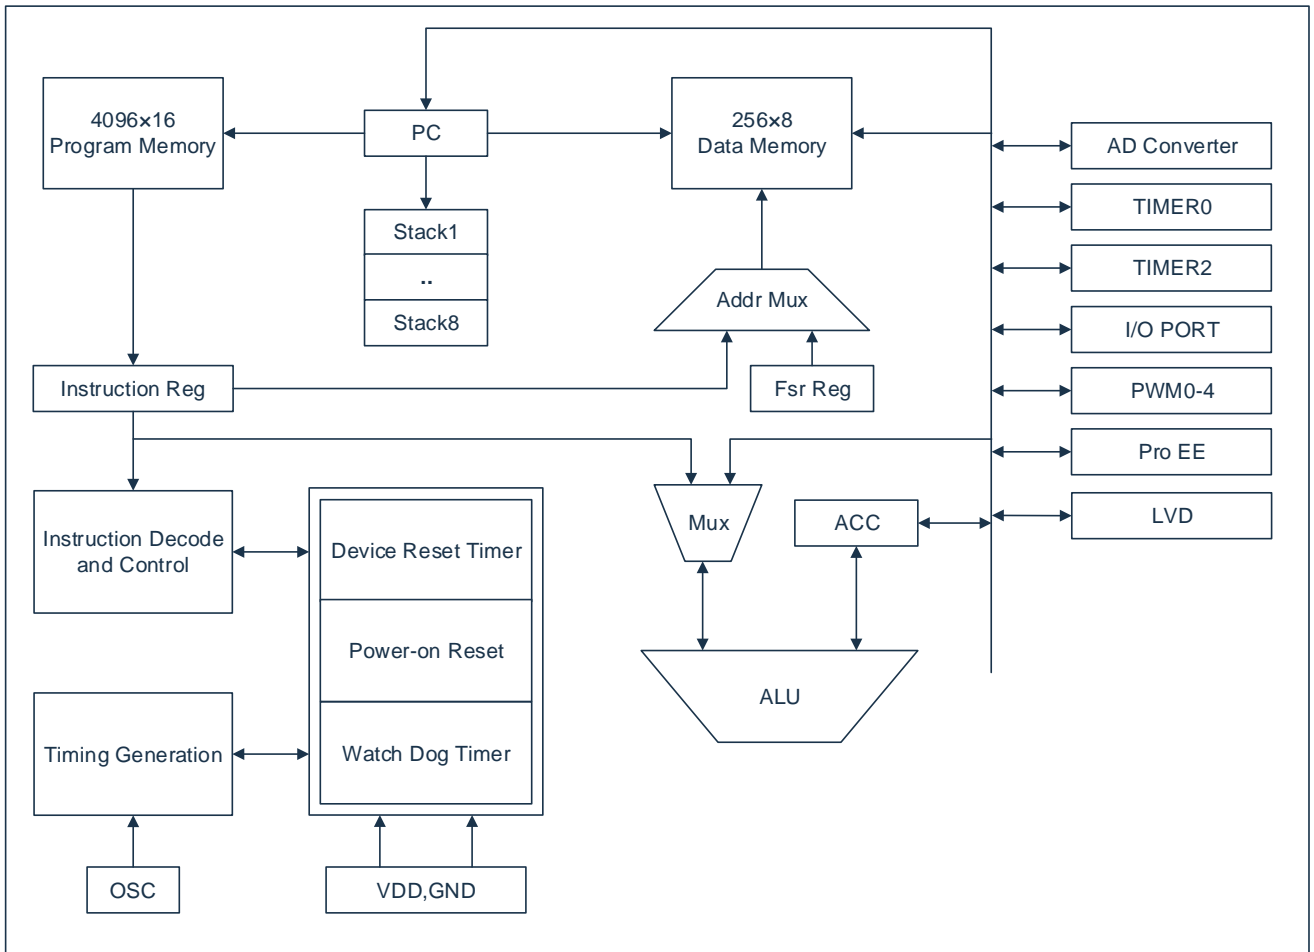 4096×16
Program Memory
PC
256×8
Data Memory
AD Converter
TIMER0
Stack1
TIMER2
..
Addr Mux
Stack8
I/O PORT
Instruction Reg
Fsr Reg
PWM0-4
Pro EE
Instruction Decode
and Control
Device Reset Timer
Mux
ACC
LVD
Power-on Reset
ALU
Timing Generation
Watch Dog Timer
OSC
VDD,GND